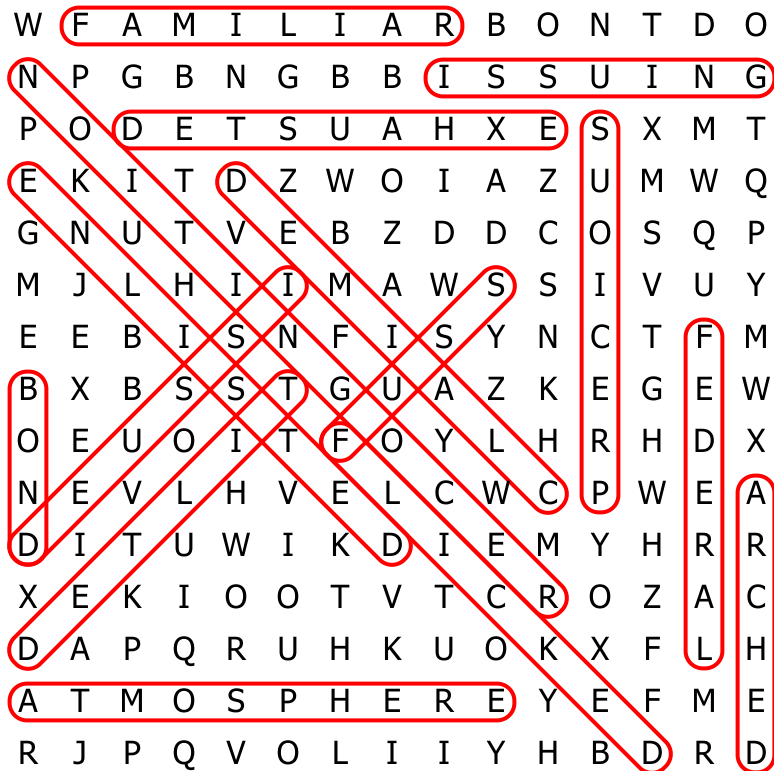 W F A M I L I A R B O N T D O
N P G B N G B B I S S U I N G
P O D E T S U A H X E S X M T
E K I T D Z W O I A Z U M W Q
G N U T V E B Z D D C O S Q P
M J L H I I M A W S S I V U Y
E E B I S N F I S Y N C T F M
B X B S S T G U A Z K E G E W
O E U O I T F O Y L H R H D X
N E V L H V E L C W C P W E A
D I T U W I K D I E M Y H R R
X E K I O O T V T C R O Z A C
D A P Q R U H K U O K X F L H
A T M O S P H E R E Y E F M E
R J P Q V O L I I Y H B D R D